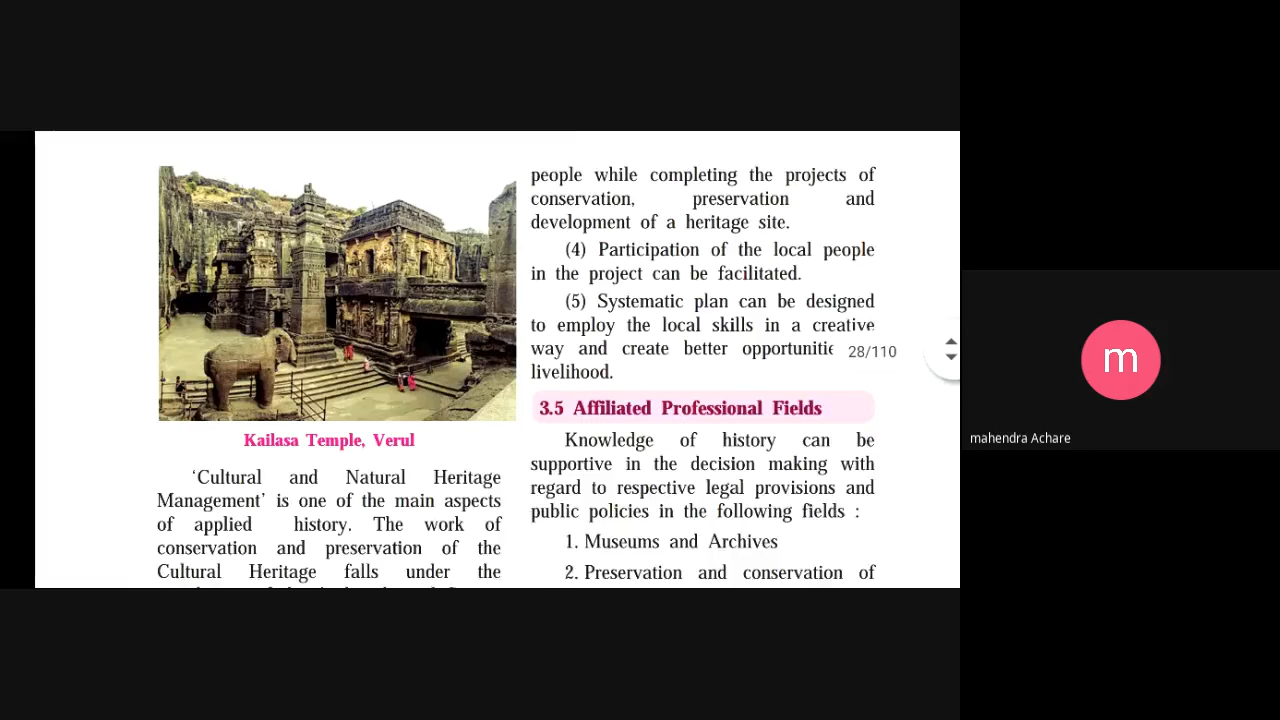 Kailasa Temple, Verul
'Cultural and Natural Heritage
Management' is one of the main aspects
of applied history. The work of
conservation and preservation of the
Cultural Heritage falls under the
people while completing the projects of
conservation, preservation and
development of a heritage site.
(4) Participation of the local people
in the project can be facilitated.
(5) Systematic plan can be designed
to employ the local skills in a creative
way and create better
livelihood.
3.5 Affiliated Professional Fields
Knowledge of history can be
supportive in the decision making with
regard to respective legal provisions and
public policies in the following fields :
1. Museums and Archives
2. Preservation and conservation of
28/110
m
mahendra Achare